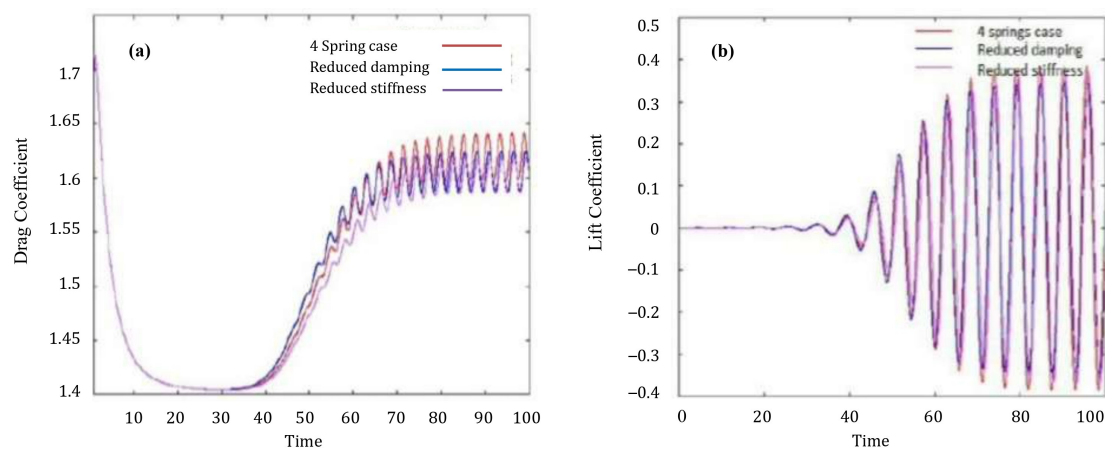 (a)
4 Spring case
Reduced damping
Reduced stiffness
1.7
1.65
1.6
1.55
1.5
1.45
1.4
Drag Coefficient
10 20 30 40 50 60 70 80 90 100
Time
(b)
4 springs case
Reduced damping
Reduced stiffness
0.5
0.4
0.3
0.2
0.1
0
−0.1
−0.2
−0.3
−0.4
Lift Coefficient
0 20 40 60 80 100
Time